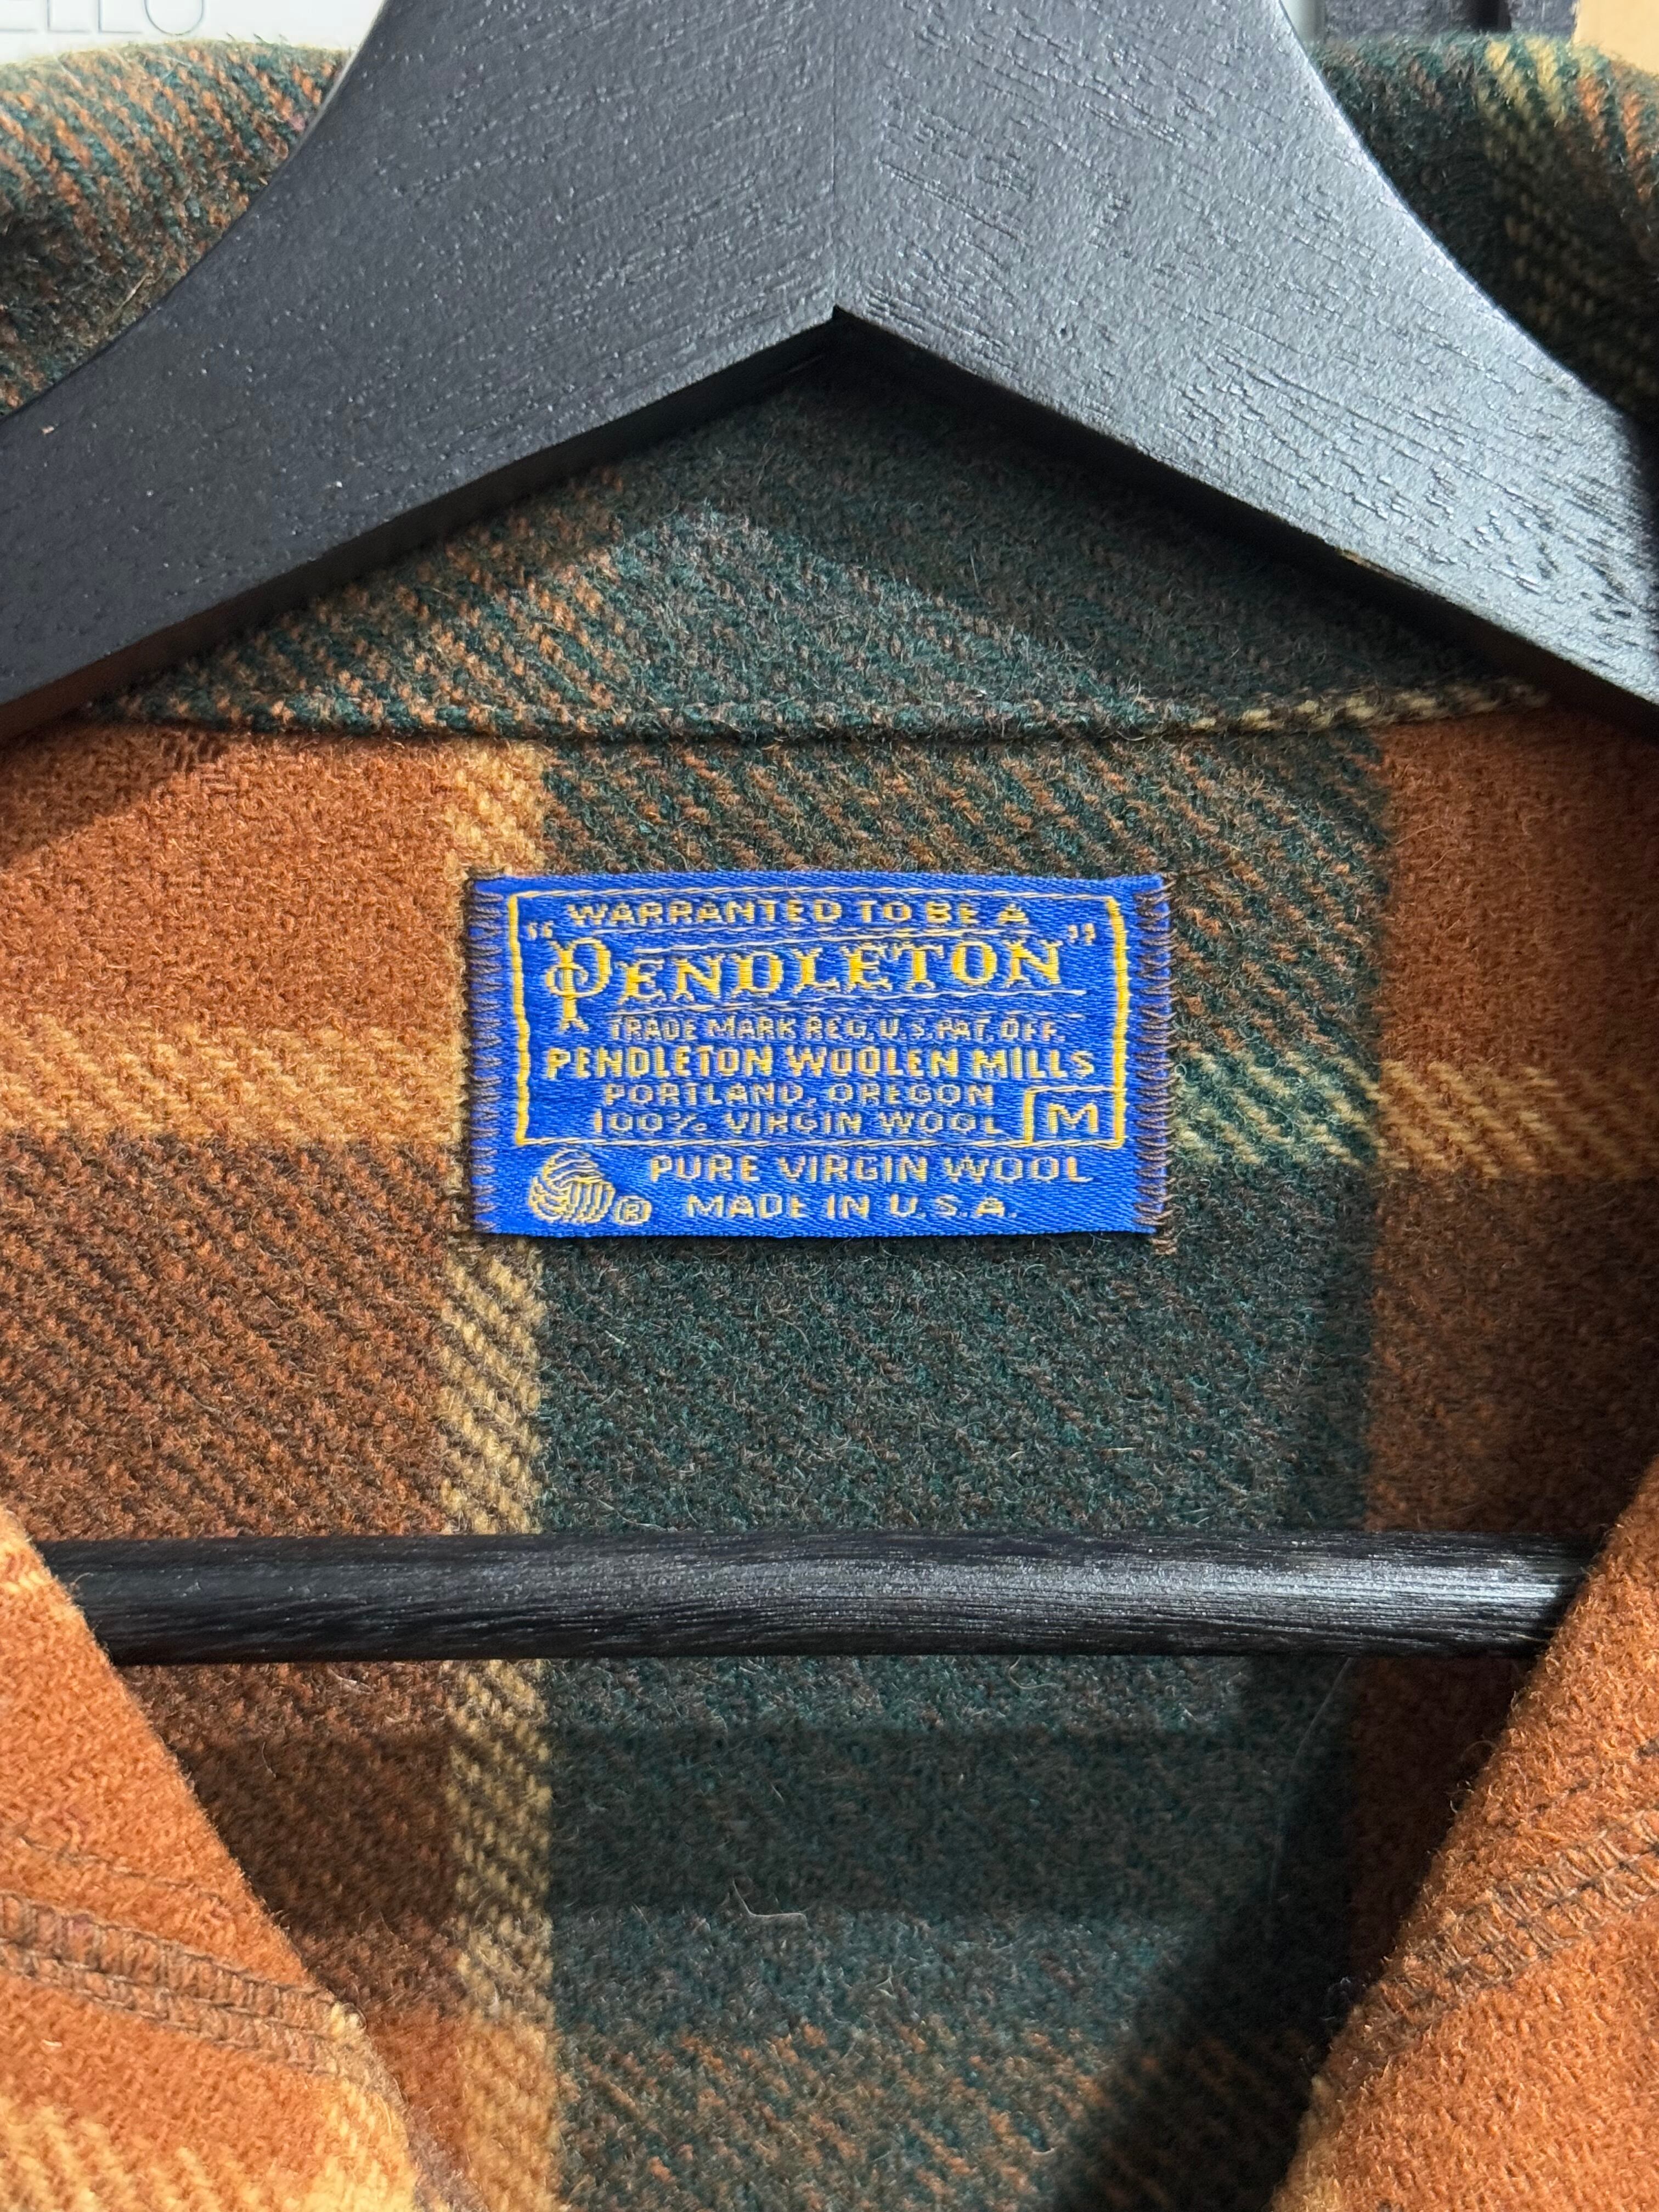 ELLO
WARRANTED TO BE A
"PENDLETON"
TRADE MARK REG. U.S. PAT. OFF.
PENDLETON WOOLEN MILLS
PORTLAND, OREGON
100% VIRGIN WOOL M
® PURE VIRGIN WOOL
MADE IN U.S.A.